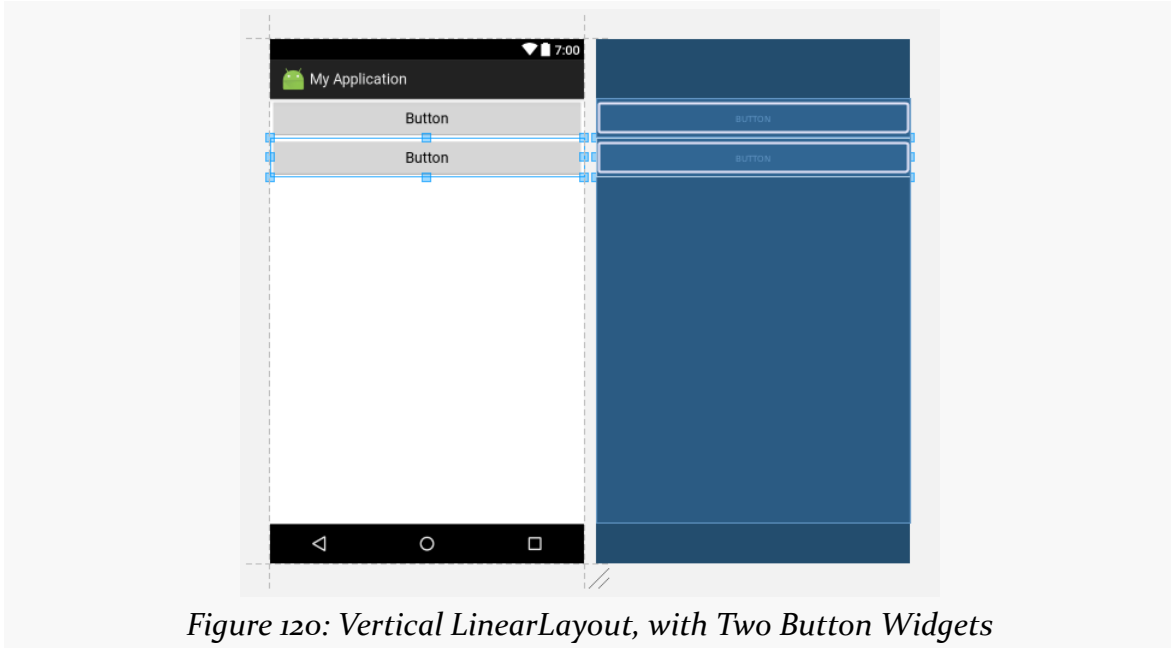 7:00
My Application
Button
BUTTON
Button
BUTTON
Figure 120: Vertical LinearLayout, with Two Button Widgets